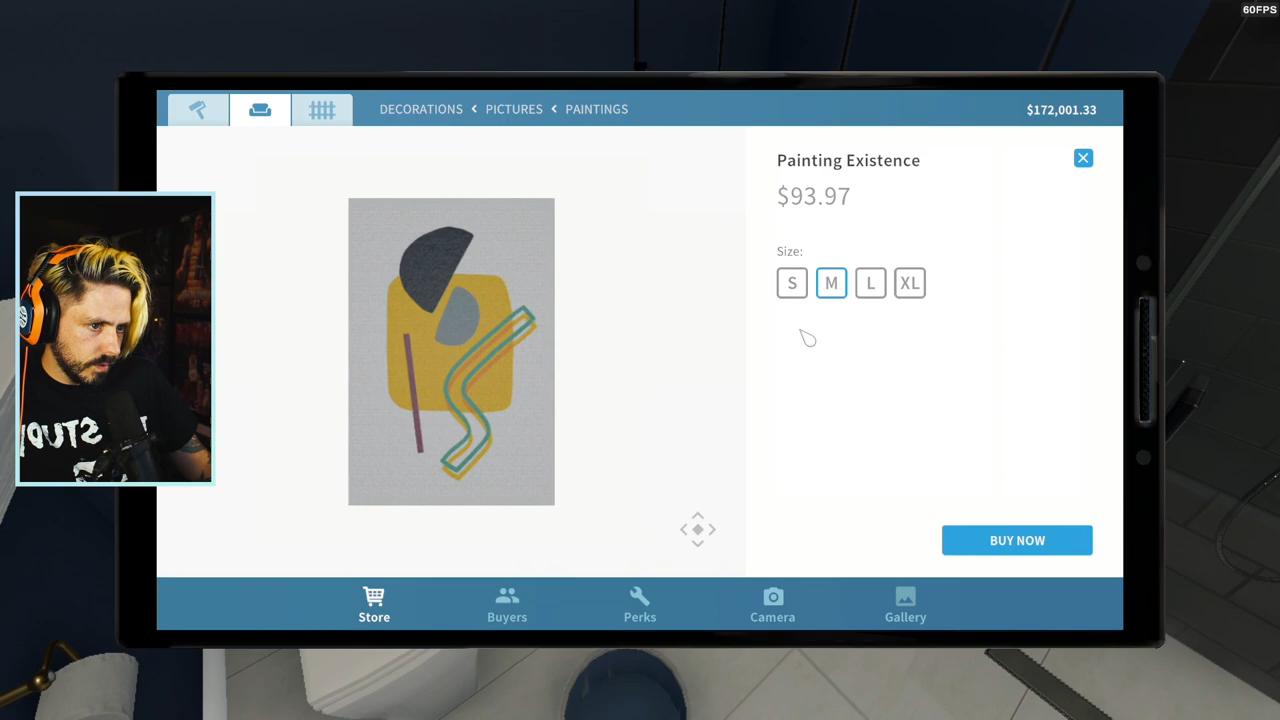 60FPS
DECORATIONS < PICTURES < PAINTINGS
$172,001.33
Painting Existence
$93.97
Size:
S M L XL
BUY NOW
Store Buyers Perks Camera Gallery